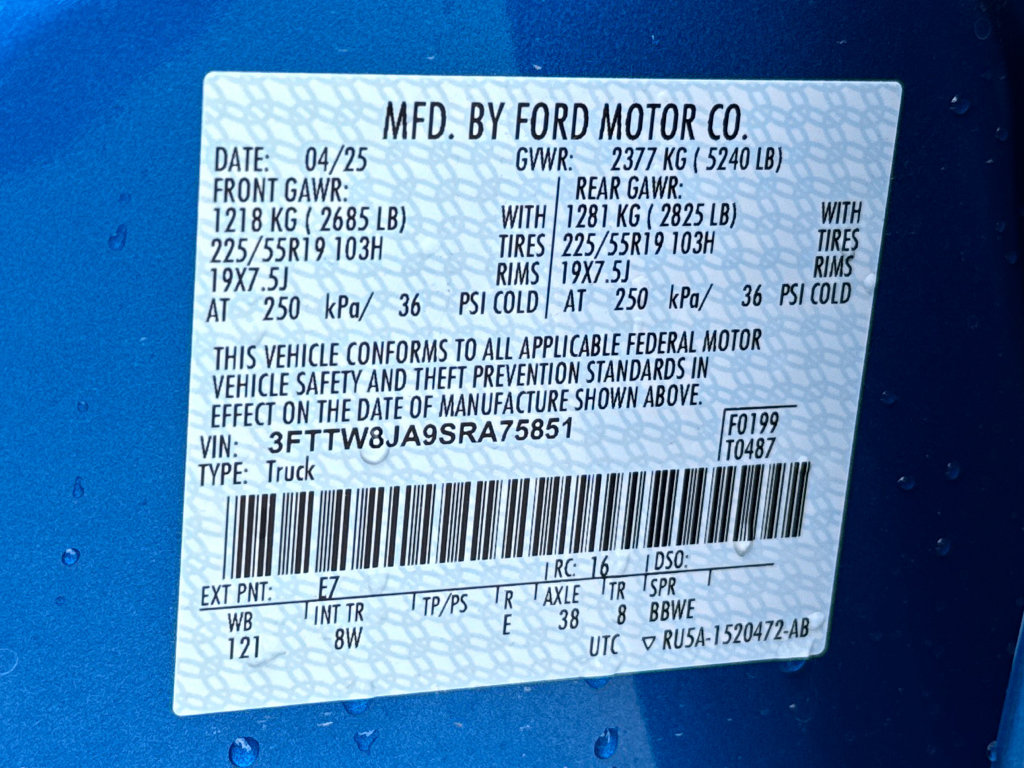 MFD. BY FORD MOTOR CO.
DATE: 04/25 GVWR: 2377 KG ( 5240 LB)
FRONT GAWR: REAR GAWR:
1218 KG ( 2685 LB) WITH 1281 KG ( 2825 LB) WITH
225/55R19 103H TIRES 225/55R19 103H TIRES
19X7.5J RIMS 19X7.5J RIMS
AT 250 kPa/ 36 PSI COLD AT 250 kPa/ 36 PSI COLD
THIS VEHICLE CONFORMS TO ALL APPLICABLE FEDERAL MOTOR
VEHICLE SAFETY AND THEFT PREVENTION STANDARDS IN
EFFECT ON THE DATE OF MANUFACTURE SHOWN ABOVE.
VIN: 3FTTW8JA9SRA75851 F0199
TYPE: Truck T0487
EXT PNT: E7 RC: 16 DSO:
WB INT TR TP/PS R AXLE TR SPR
121 8W E 38 8 BBWE
UTC ▽ RU5A-1520472-AB